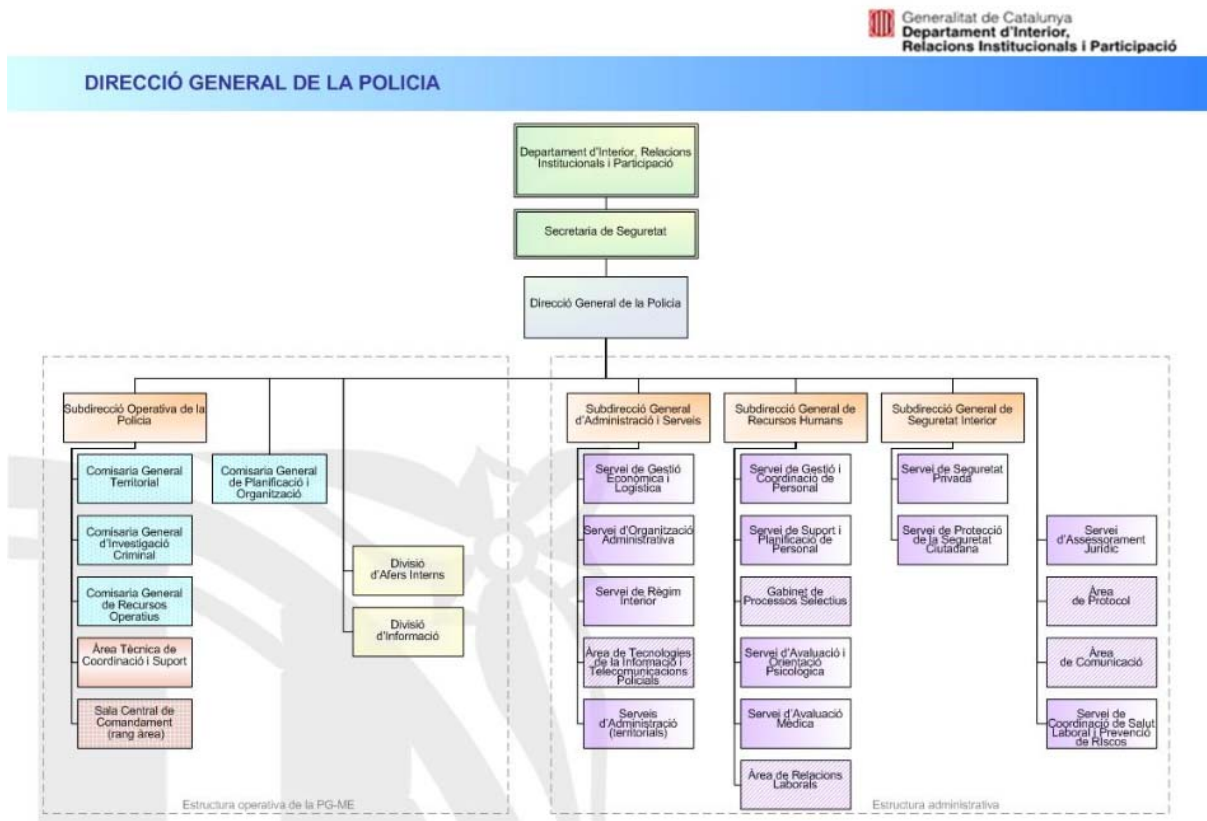 Generalitat de Catalunya
Departament d'Interior,
Relacions Institucionals i Participació
DIRECCIÓ GENERAL DE LA POLICIA
Departament d'Interior, Relacions
Institucionals i Participació
Secretaria de Seguretat
Direcció General de la Policia
Subdirecció Operativa de la
Policia
Comisaria General
Territorial
Comisaria General
d'Investigació
Criminal
Comisaria General
de Recursos
Operatius
Àrea Tècnica de
Coordinació i Suport
Sala Central de
Comandament
(rang àrea)
Comisaria General
de Planificació i
Organització
Divisió
d'Afers Interns
Divisió
d'Informació
Estructura operativa de la PG-ME
Subdirecció General
d'Administració i Serveis
Servei de Gestió
Econòmica i
Logística
Servei d'Organització
Administrativa
Servei de Règim
Interior
Àrea de Tecnologies
de la Informació i
Telecomunicacions
Policials
Serveis
d'Administració
(territorials)
Subdirecció General de
Recursos Humans
Servei de Gestió i
Coordinació de
Personal
Servei de Suport i
Planificació de
Personal
Gabinet de
Processos Selectius
Servei d'Avaluació i
Orientació
Psicològica
Servei d'Avaluació
Mèdica
Àrea de Relacions
Laborals
Subdirecció General de
Seguretat Interior
Servei de Seguretat
Privada
Servei de Protecció
de la Seguretat
Ciutadana
Servei
d'Assessorament
Jurídic
Àrea
de Protocol
Àrea
de Comunicació
Servei de
Coordinació de Salut
Laboral i Prevenció
de RIscos
Estructura administrativa